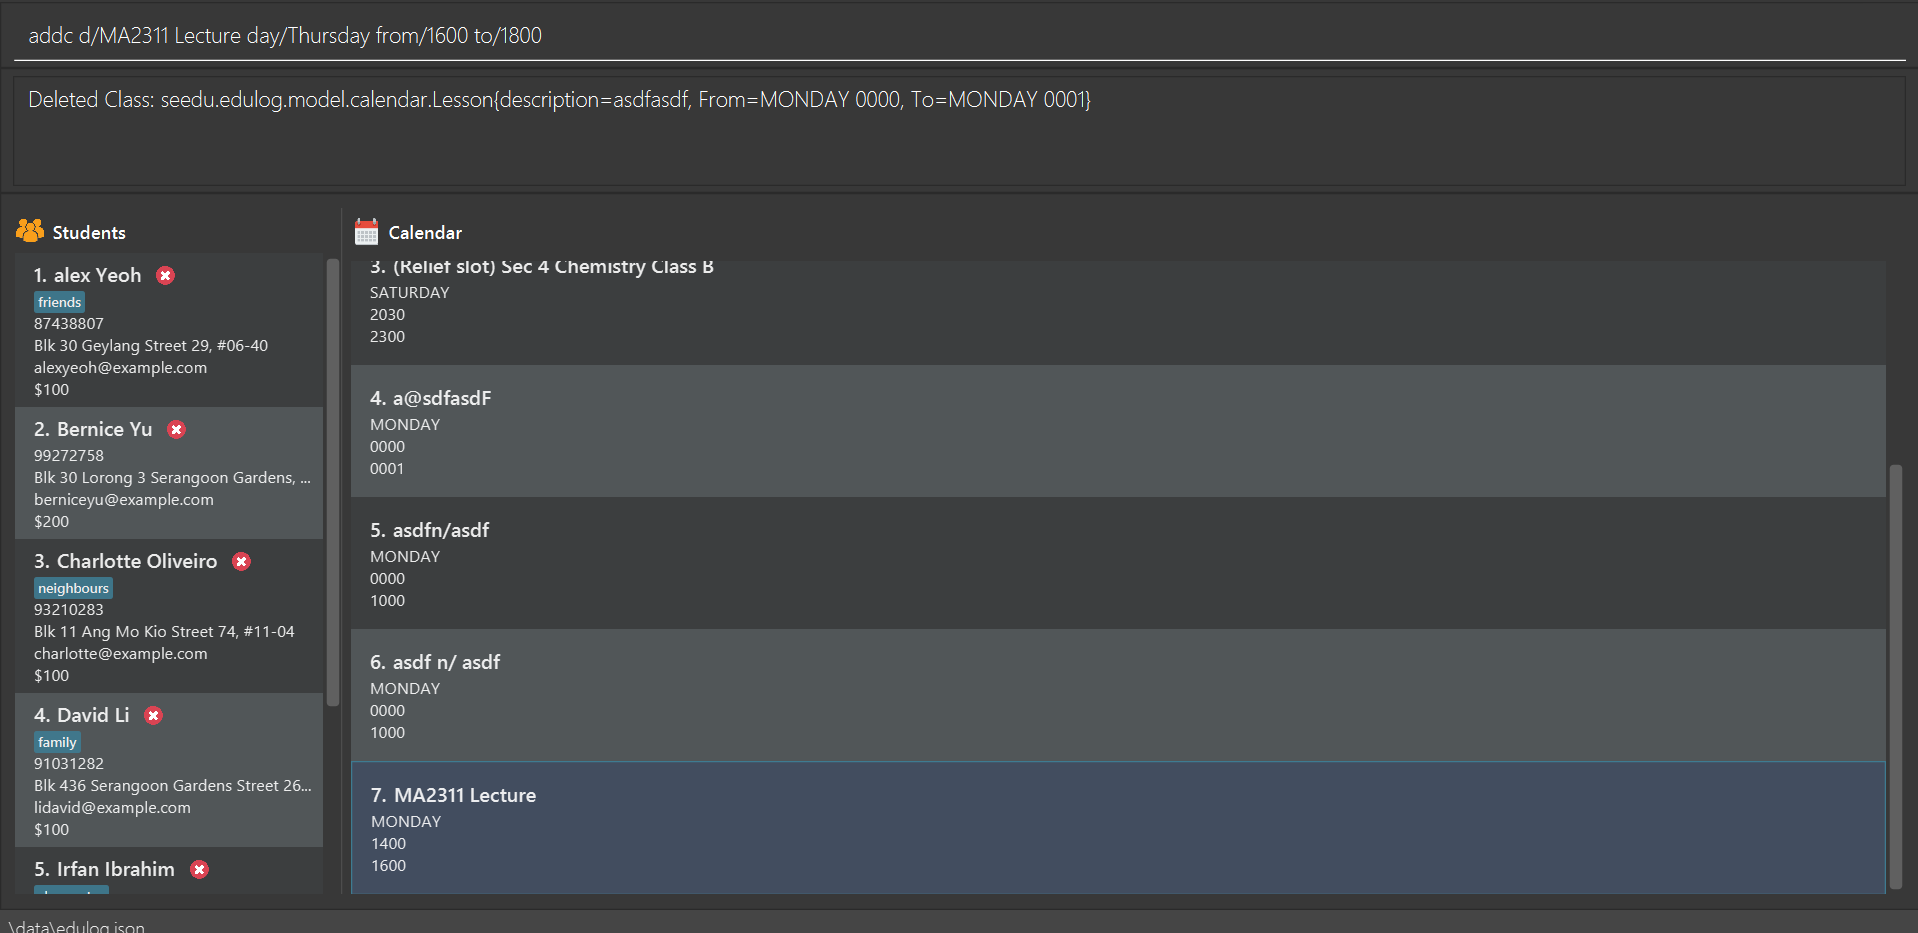 addc d/MA2311 Lecture day/Thursday from/1600 to/1800
Deleted Class: seedu.edulog.model.calendar.Lesson{description=asdfasdf, From=MONDAY 0000, To=MONDAY 0001}
Students
1. alex Yeoh
friends
87438807
Blk 30 Geylang Street 29, #06-40
alexyeoh@example.com
$100
2. Bernice Yu
99272758
Blk 30 Lorong 3 Serangoon Gardens, ...
berniceyu@example.com
$200
3. Charlotte Oliveiro
neighbours
93210283
Blk 11 Ang Mo Kio Street 74, #11-04
charlotte@example.com
$100
4. David Li
family
91031282
Blk 436 Serangoon Gardens Street 26...
lidavid@example.com
$100
5. Irfan Ibrahim
Calendar
3. (Relief slot) Sec 4 Chemistry Class B
SATURDAY
2030
2300
4. a@sdfasdF
MONDAY
0000
0001
5. asdfn/asdf
MONDAY
0000
1000
6. asdf n/ asdf
MONDAY
0000
1000
7. MA2311 Lecture
MONDAY
1400
1600
\data\edulog.json